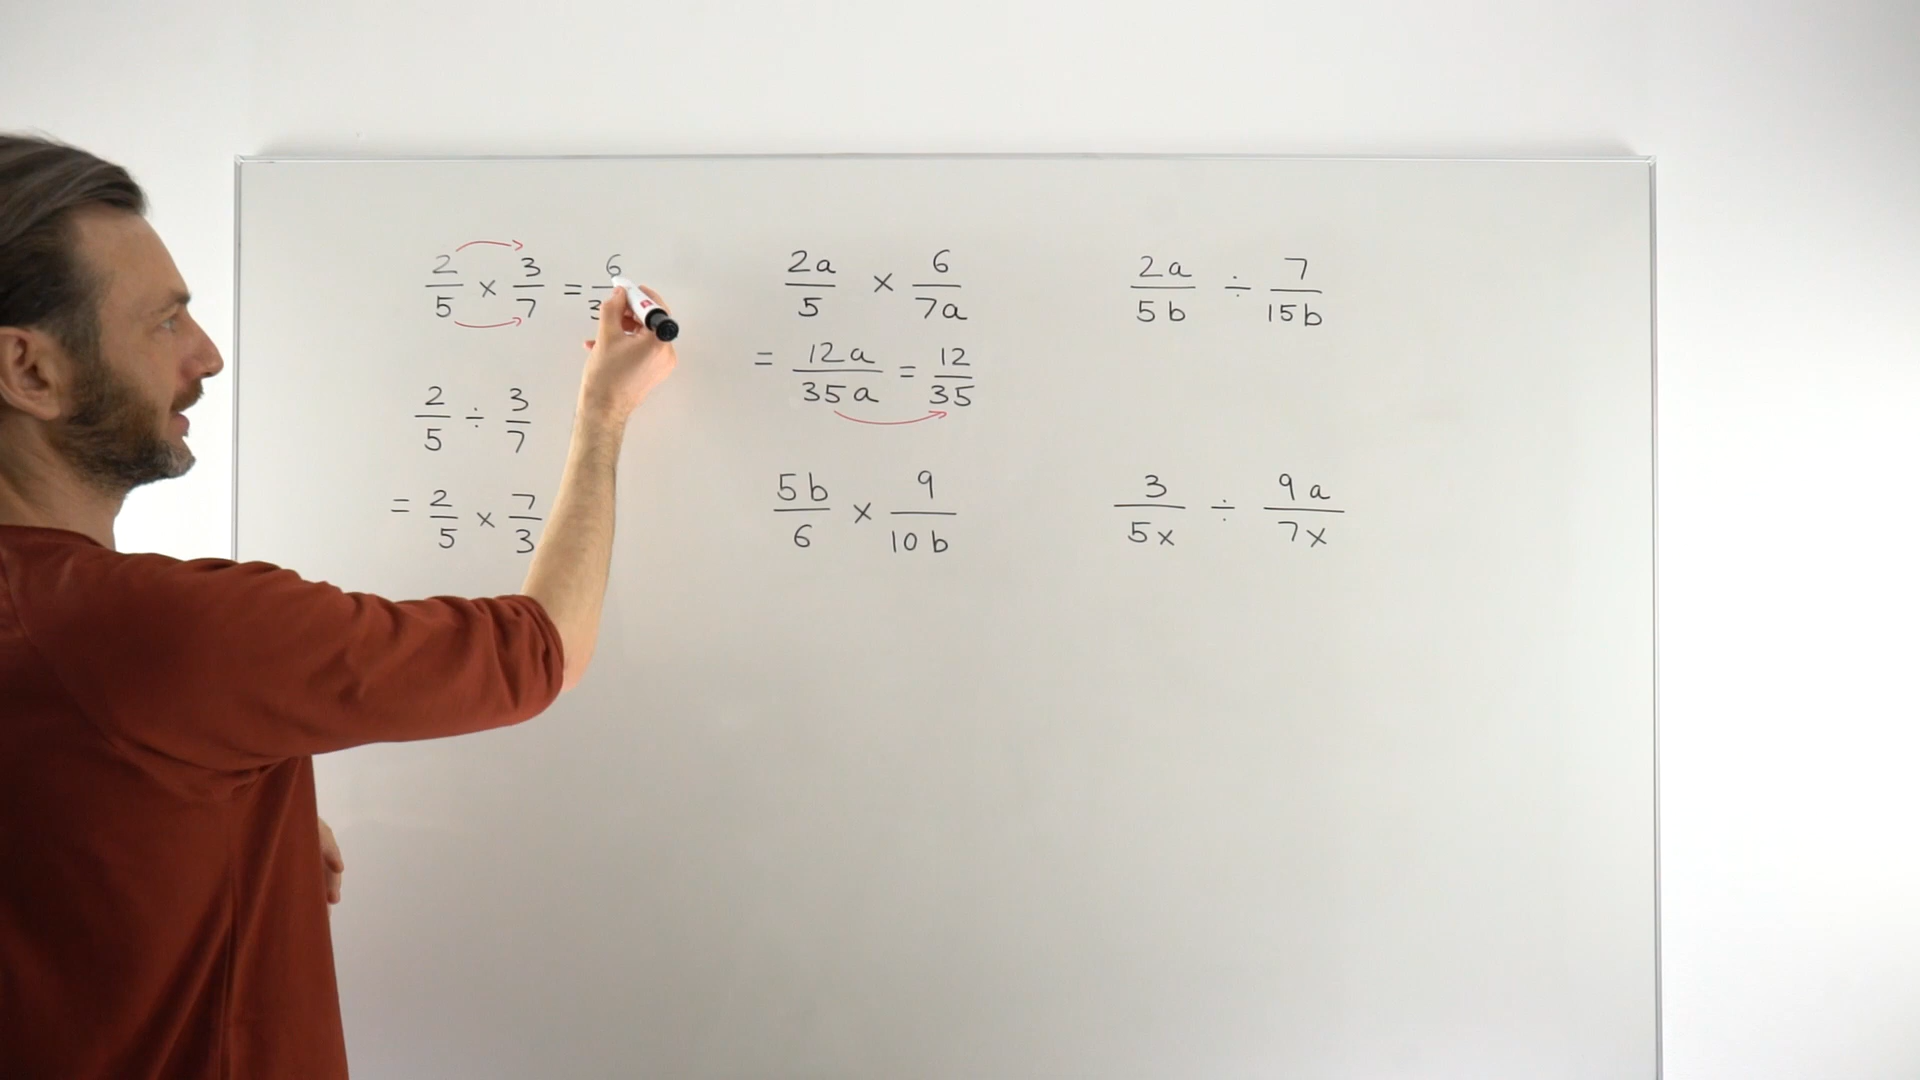 2/5 × 3/7 = 6/3
2/5 ÷ 3/7
= 2/5 × 7/3
2a/5 × 6/7a
= 12a/35a = 12/35
5b/6 × 9/10b
2a/5b ÷ 7/15b
3/5x ÷ 9a/7x